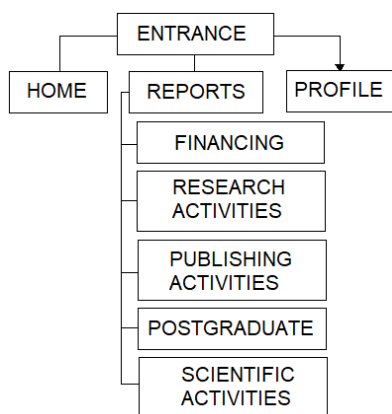 ENTRANCE
HOME
REPORTS
PROFILE
FINANCING
RESEARCH
ACTIVITIES
PUBLISHING
ACTIVITIES
POSTGRADUATE
SCIENTIFIC
ACTIVITIES